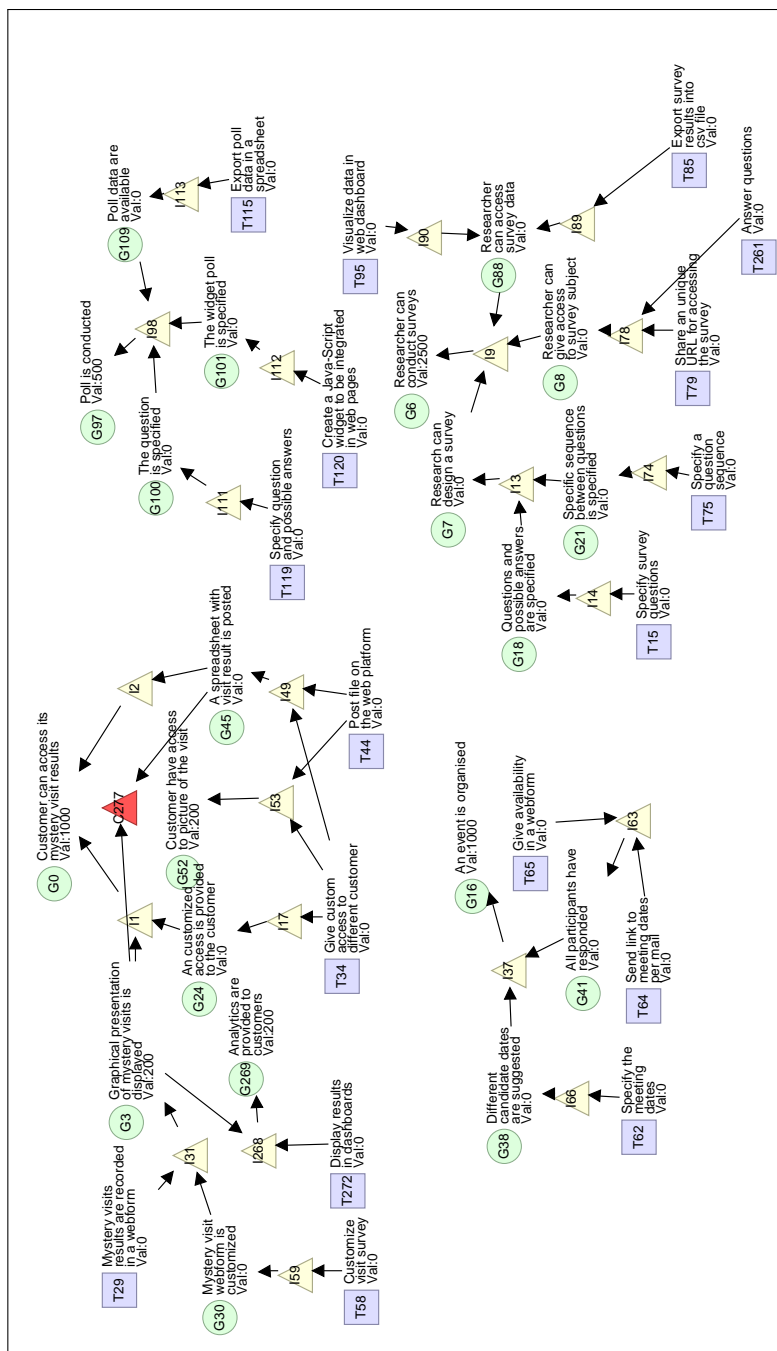 G0
Customer can access its
mystery visit results
Val:1000
C277
I1
I2
G3
Graphical presentation
of mystery visits is
displayed
Val:200
G52
Customer have access
to picture of the visit
Val:200
G45
A spreadsheet with
visit result is posted
Val:0
T29
Mystery visits
results are recorded
in a webform
Val:0
I31
G24
An customized
access is provided
to the customer
Val:0
I53
I49
G30
Mystery visit
webform is
customized
Val:0
I268
G269
Analytics are
provided to
customers
Val:200
I17
I59
T272
Display results
in dashboards
Val:0
T34
Give custom
access to
different customer
Val:0
T44
Post file on
the web platform
Val:0
T58
Customize
visit survey
Val:0
G97
Poll is conducted
Val:500
G109
Poll data are
available
Val:0
I98
I113
G100
The question
is specified
Val:0
G101
The widget poll
is specified
Val:0
T115
Export poll
data in a
spreadsheet
Val:0
I111
I112
T119
Specify question
and possible answers
Val:0
T120
Create a Java-Script
widget to be integrated
in web pages
Val:0
G16
An event is organised
Val:1000
I37
T65
Give availability
in a webform
Val:0
G38
Different
candidate dates
are suggested
Val:0
G41
All participants have
responded
Val:0
I63
I66
T62
Specify the
meeting
dates
Val:0
T64
Send link to
meeting dates
per mail
Val:0
G6
Researcher can
conduct surveys
Val:2500
T95
Visualize data in
web dashboard
Val:0
I90
G7
Research can
design a survey
Val:0
I9
G88
Researcher
can access
survey data
Val:0
G18
Questions and
possible answers
are specified
Val:0
I13
G8
Researcher can
give access
to survey subject
Val:0
I89
I14
G21
Specific sequence
between questions
is specified
Val:0
I78
T85
Export survey
results into
csv file
Val:0
T15
Specify survey
questions
Val:0
I74
T75
Specify a
question
sequence
Val:0
T79
Share an unique
URL for accessing
the survey
Val:0
T261
Answer questions
Val:0